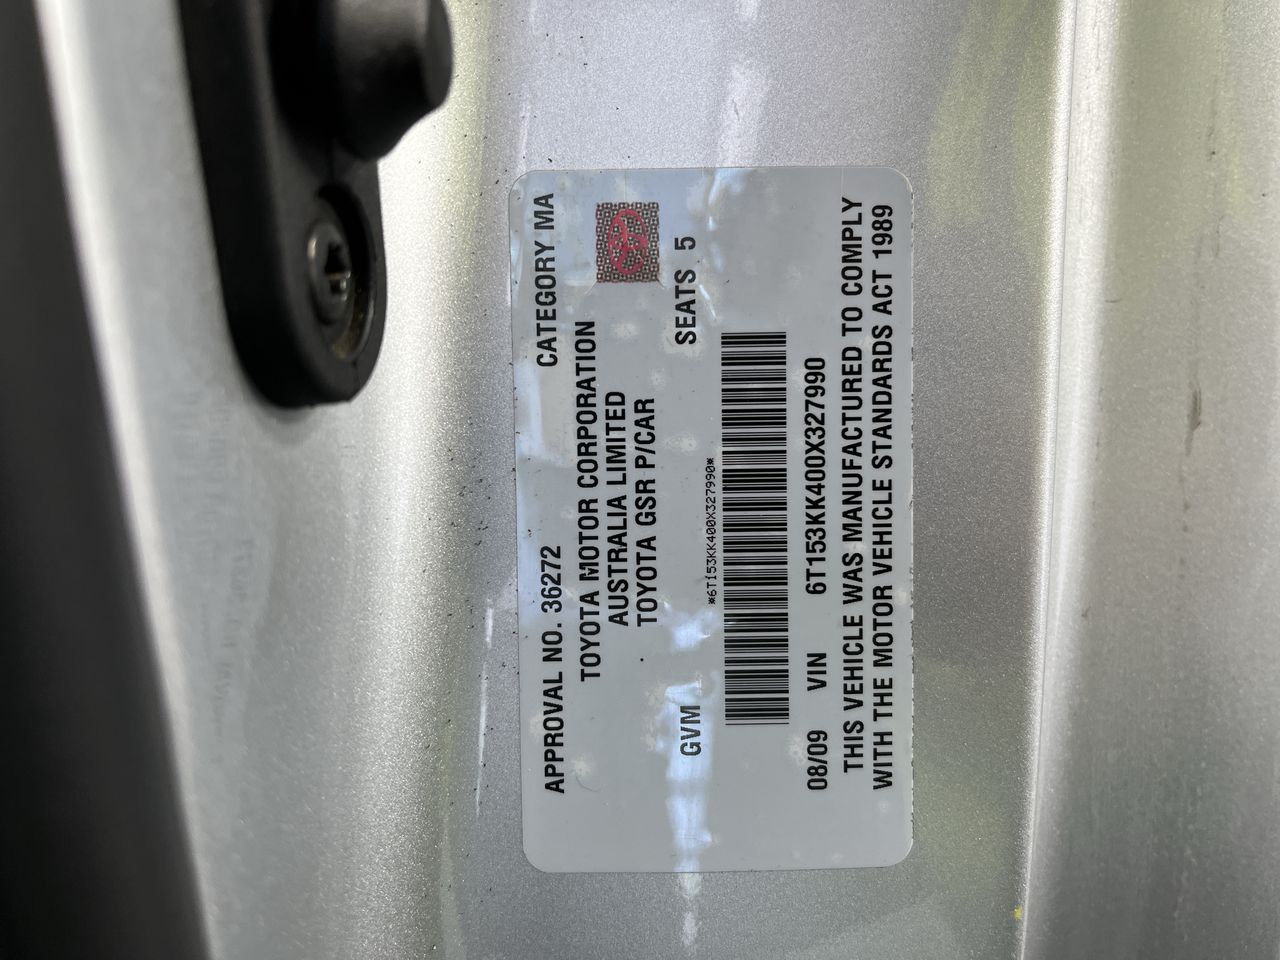 APPROVAL NO. 36272 CATEGORY MA
TOYOTA MOTOR CORPORATION
AUSTRALIA LIMITED
TOYOTA GSR P/CAR
GVM SEATS 5
*6T153KK400X327990*
08/09 VIN 6T153KK400X327990
THIS VEHICLE WAS MANUFACTURED TO COMPLY
WITH THE MOTOR VEHICLE STANDARDS ACT 1989